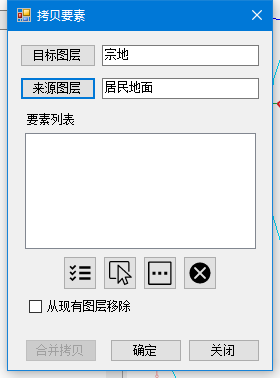 拷贝要素
目标图层 宗地
来源图层 居民地面
要素列表
从现有图层移除
合并拷贝 确定 关闭